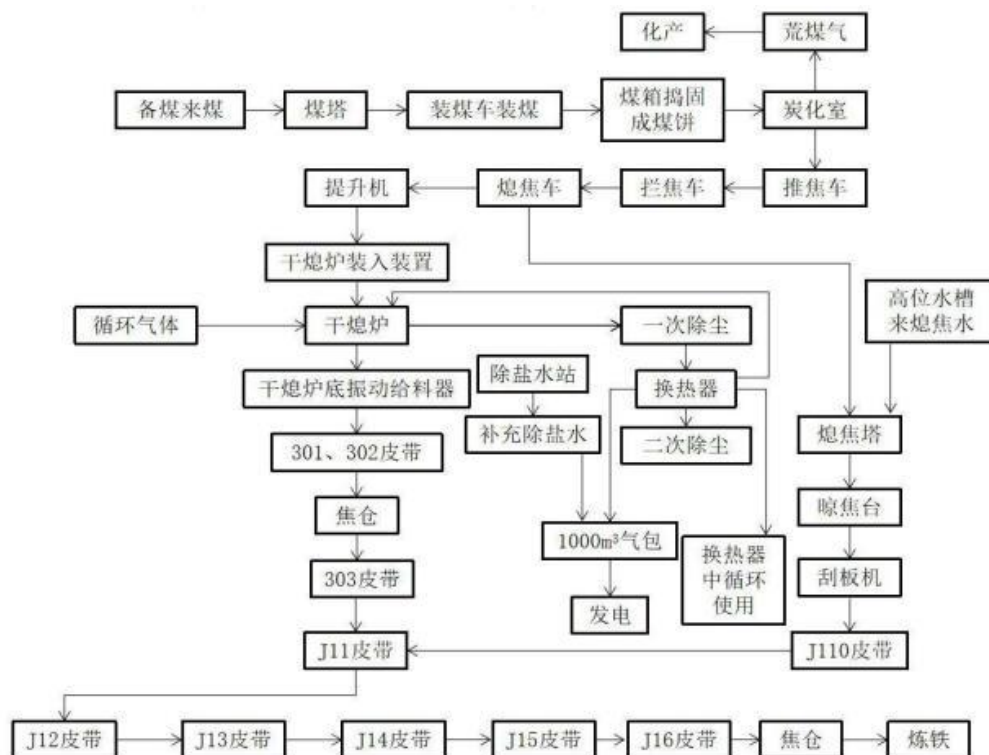 化产
荒煤气
备煤来煤
煤塔
装煤车装煤
煤箱捣固
成煤饼
炭化室
提升机
熄焦车
拦焦车
推焦车
干熄炉装入装置
高位水槽
来熄焦水
循环气体
干熄炉
一次除尘
干熄炉底振动给料器
除盐水站
换热器
301、302皮带
补充除盐水
二次除尘
熄焦塔
焦仓
晾焦台
1000m³气包
换热器
中循环
使用
303皮带
刮板机
发电
J11皮带
J110皮带
J12皮带
J13皮带
J14皮带
J15皮带
J16皮带
焦仓
炼铁